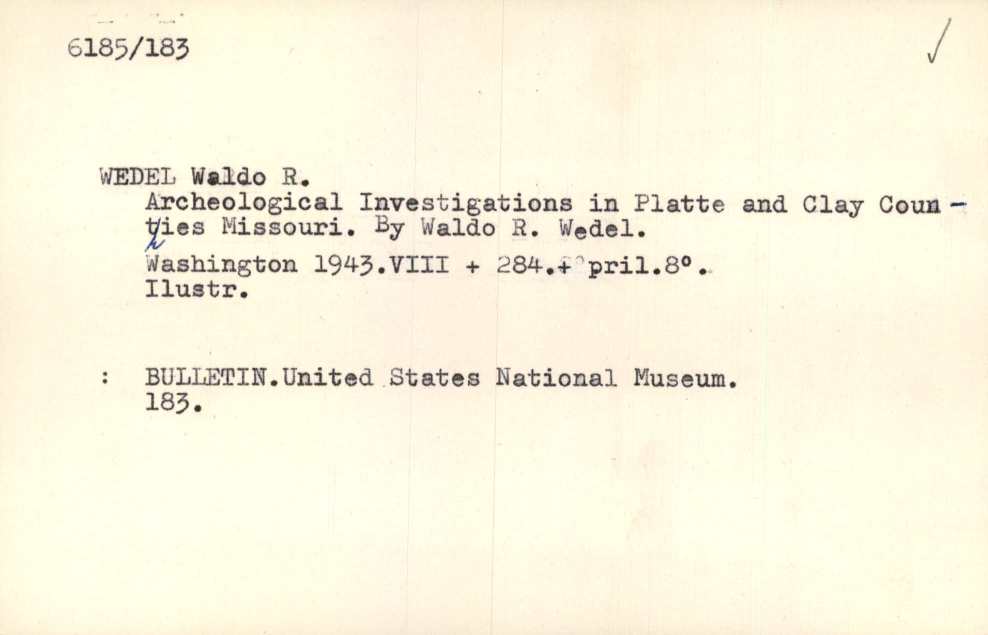 6185/183
WEDEL Waldo R.
Archeological Investigations in Platte and Clay Coun-
ties Missouri. By Waldo R. Wedel.
Washington 1943.VIII + 284.+ pril.8°.
Ilustr.
: BULLETIN.United States National Museum.
183.